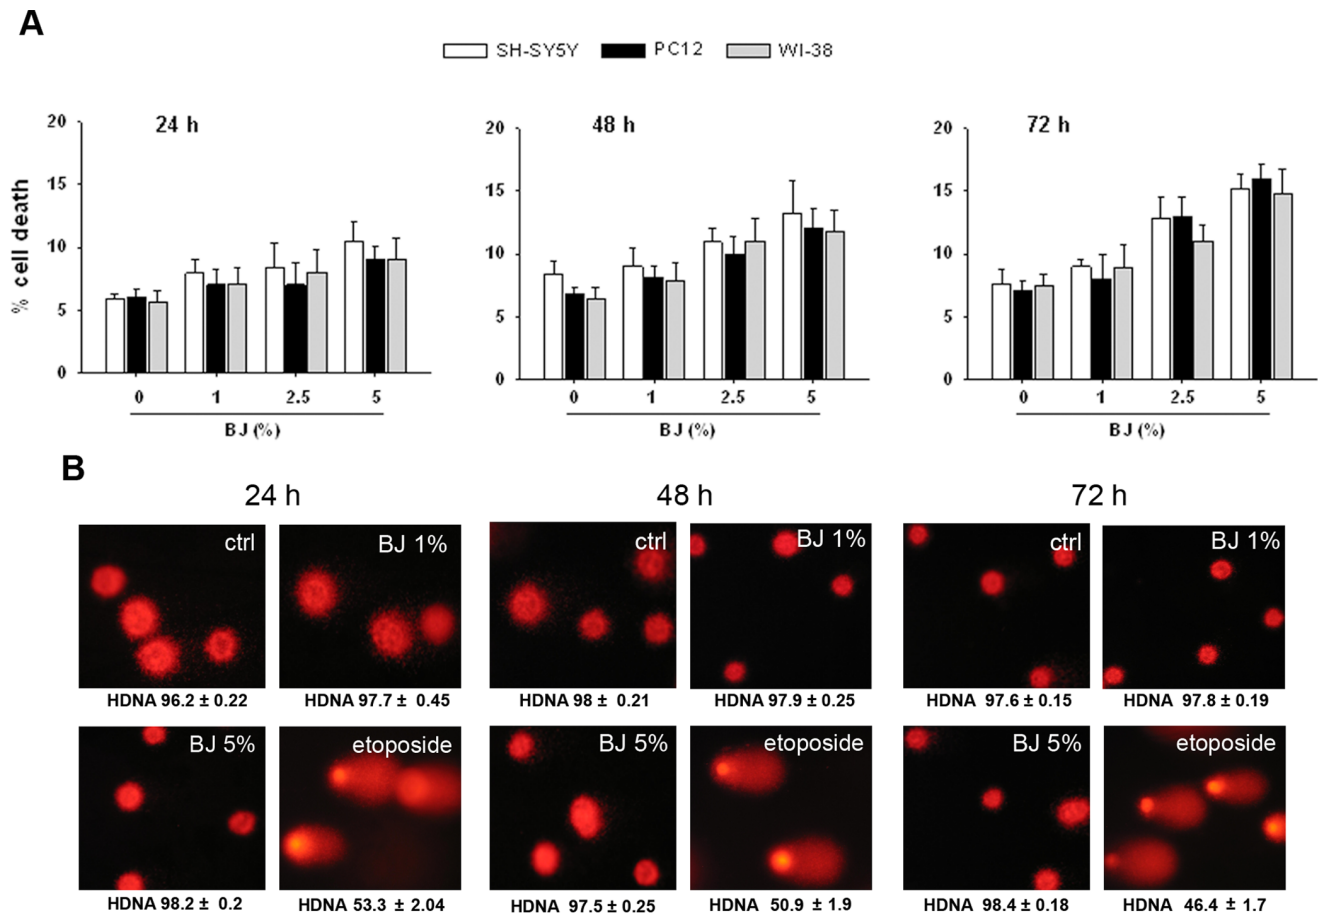 A
SH-SY5Y PC12 WI-38
24 h 48 h 72 h
% cell death
20 20 20
15 15 15
10 10 10
5 5 5
0 0 0
0 1 2.5 5 0 1 2.5 5 0 1 2.5 5
BJ (%) BJ (%) BJ (%)
B
24 h 48 h 72 h
ctrl BJ 1% ctrl BJ 1% ctrl BJ 1%
HDNA 96.2 ± 0.22 HDNA 97.7 ± 0.45 HDNA 98 ± 0.21 HDNA 97.9 ± 0.25 HDNA 97.6 ± 0.15 HDNA 97.8 ± 0.19
BJ 5% etoposide BJ 5% etoposide BJ 5% etoposide
HDNA 98.2 ± 0.2 HDNA 53.3 ± 2.04 HDNA 97.5 ± 0.25 HDNA 50.9 ± 1.9 HDNA 98.4 ± 0.18 HDNA 46.4 ± 1.7